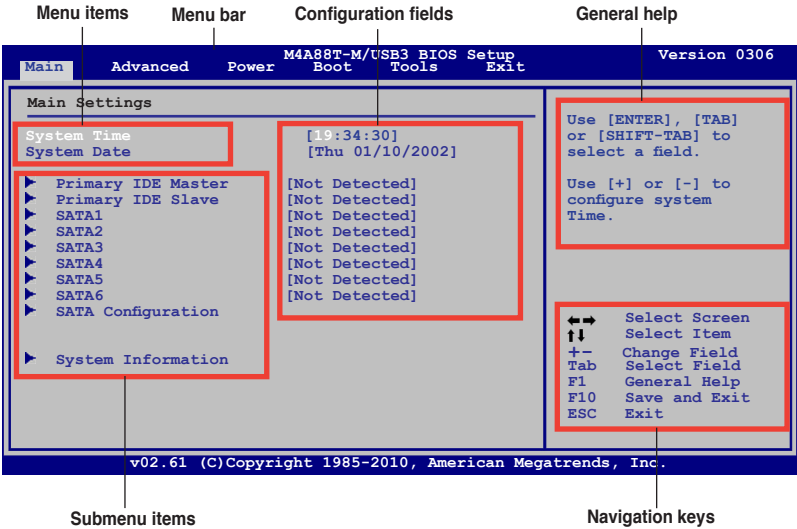 Menu items Menu bar Configuration fields General help
M4A88T-M/USB3 BIOS Setup Version 0306
Main Advanced Power Boot Tools Exit
Main Settings
System Time [19:34:30]
System Date [Thu 01/10/2002]
Primary IDE Master [Not Detected]
Primary IDE Slave [Not Detected]
SATA1 [Not Detected]
SATA2 [Not Detected]
SATA3 [Not Detected]
SATA4 [Not Detected]
SATA5 [Not Detected]
SATA6 [Not Detected]
SATA Configuration
System Information
Use [ENTER], [TAB]
or [SHIFT-TAB] to
select a field.
Use [+] or [-] to
configure system
Time.
←→ Select Screen
↑↓ Select Item
+- Change Field
Tab Select Field
F1 General Help
F10 Save and Exit
ESC Exit
v02.61 (C)Copyright 1985-2010, American Megatrends, Inc.
Submenu items Navigation keys